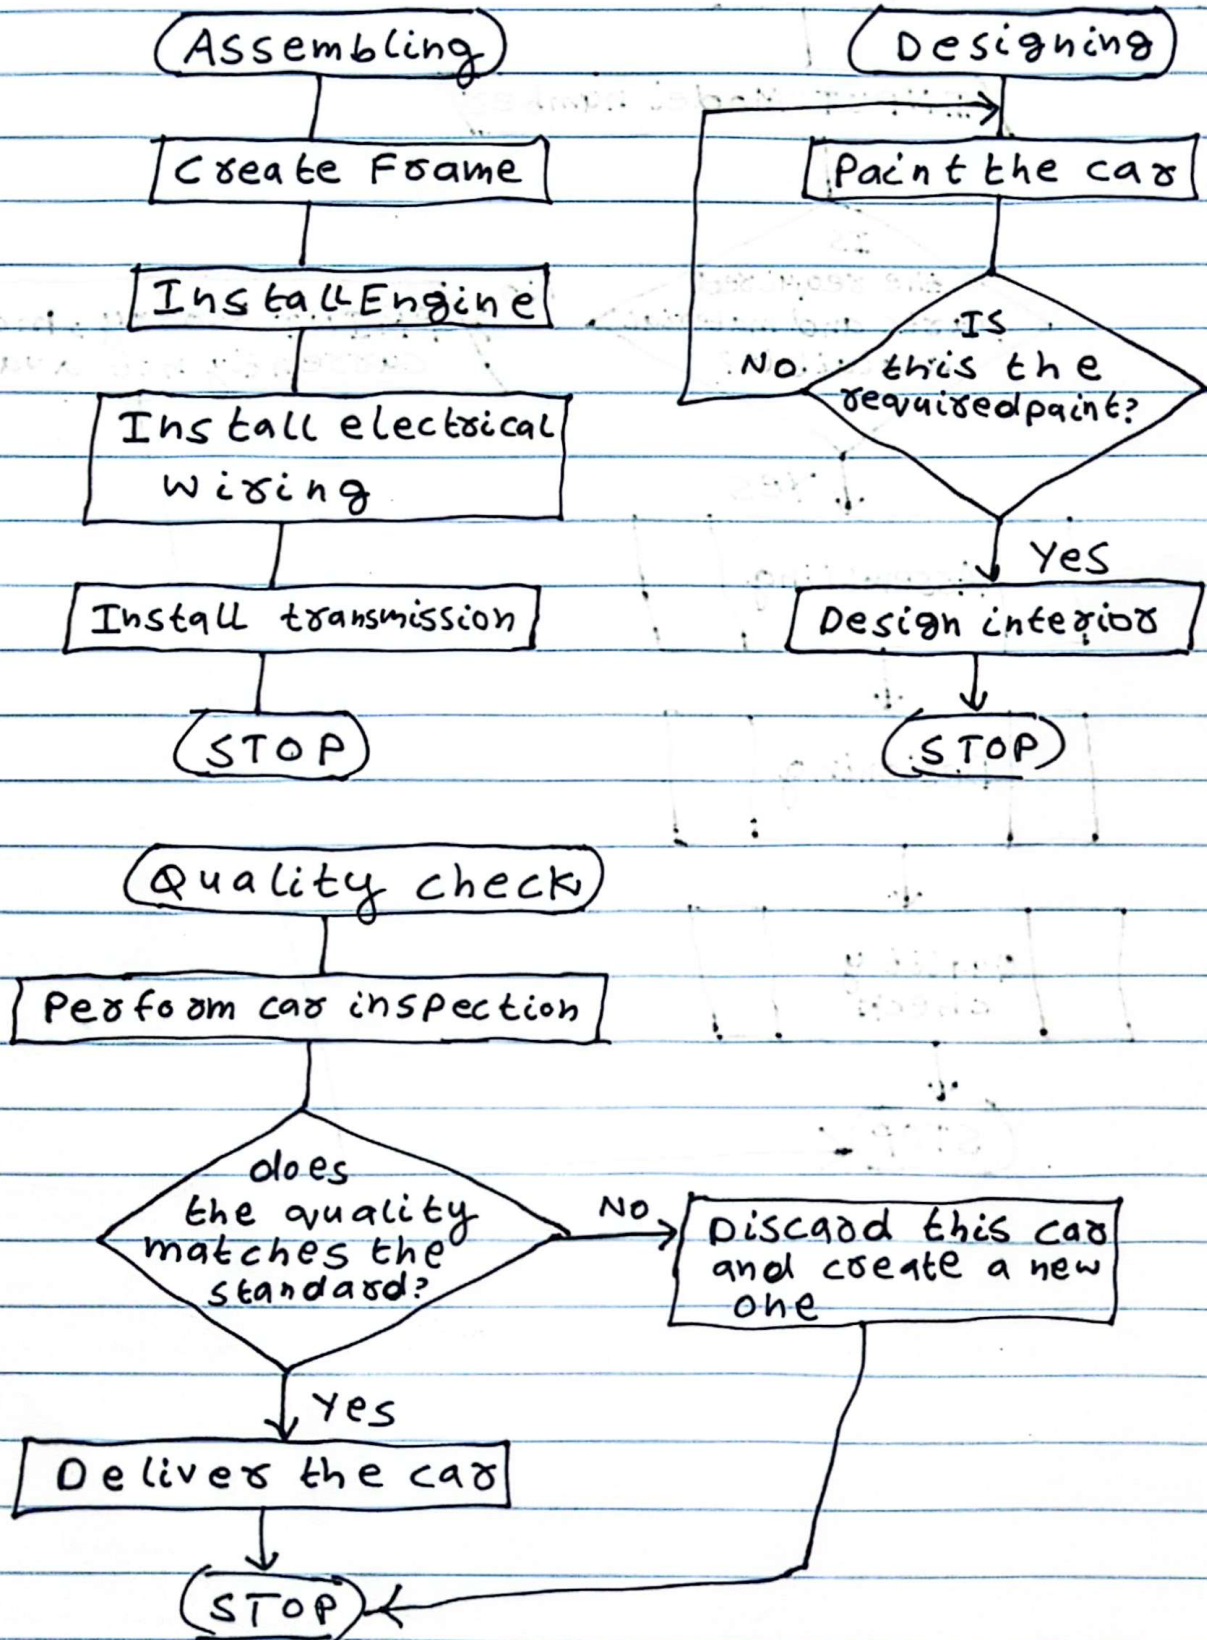 Assembling
Create Frame
Install Engine
Install electrical
wiring
Install transmission
STOP
Designing
Paint the car
Is
this the
required paint?
No
Yes
Design interior
STOP
Quality check
Perform car inspection
does
the quality
matches the
standard?
NO
Discard this car
and create a new
one
Yes
Deliver the car
STOP